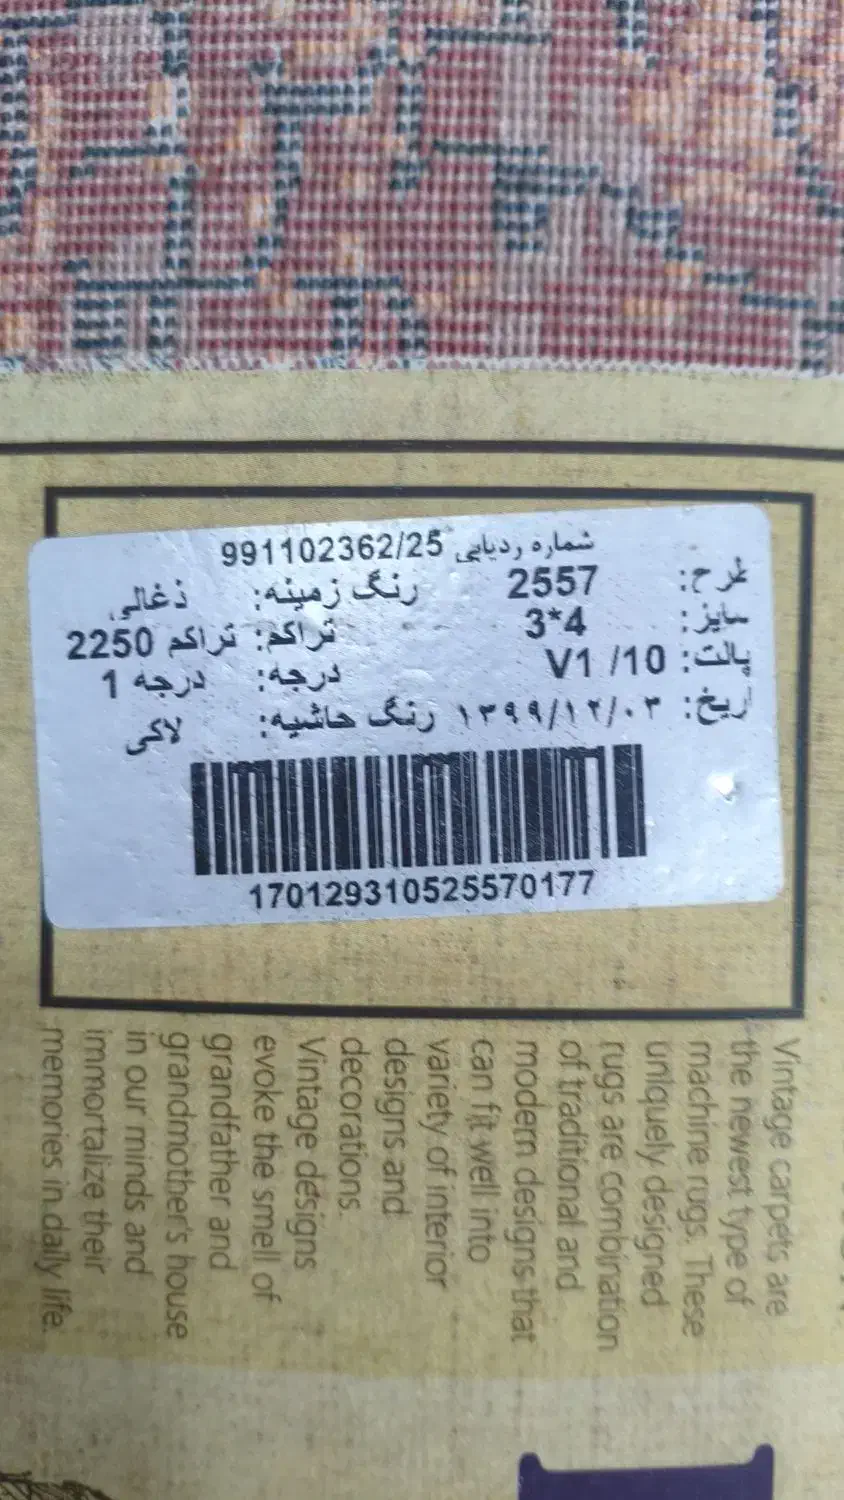 شماره ردیابی 991102362/25
طرح: 2557 رنگ زمینه: ذغالی
سایز: 3*4 تراکم: تراکم 2250
پالت: V1 /10 درجه: درجه 1
تاریخ: ۱۳۹۹/۱۲/۰۳ رنگ حاشیه: لاکی
170129310525570177
Vintage carpets are
the newest type of
machine rugs. These
uniquely designed
rugs are combination
of traditional and
modern designs that
can fit well into
variety of interior
designs and
decorations.
Vintage designs
evoke the smell of
grandfather and
grandmother's house
in our minds and
immortalize their
memories in daily life.